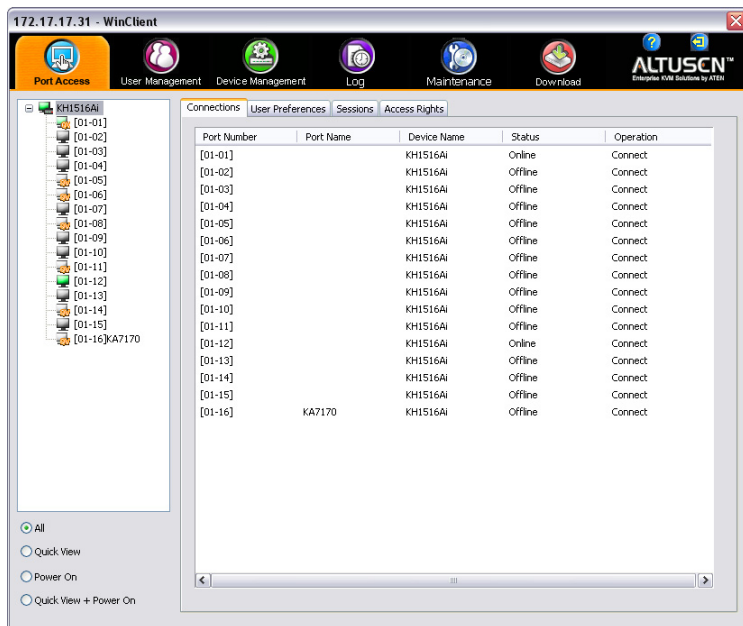 172.17.17.31 - WinClient
Port Access User Management Device Management Log Maintenance Download
ALTUSCN™
Enterprise KVM Solutions by ATEN
KH1516Ai
[01-01]
[01-02]
[01-03]
[01-04]
[01-05]
[01-06]
[01-07]
[01-08]
[01-09]
[01-10]
[01-11]
[01-12]
[01-13]
[01-14]
[01-15]
[01-16]KA7170
All
Quick View
Power On
Quick View + Power On
Connections User Preferences Sessions Access Rights
Port Number Port Name Device Name Status Operation
[01-01] KH1516Ai Online Connect
[01-02] KH1516Ai Offline Connect
[01-03] KH1516Ai Offline Connect
[01-04] KH1516Ai Offline Connect
[01-05] KH1516Ai Offline Connect
[01-06] KH1516Ai Offline Connect
[01-07] KH1516Ai Offline Connect
[01-08] KH1516Ai Offline Connect
[01-09] KH1516Ai Offline Connect
[01-10] KH1516Ai Offline Connect
[01-11] KH1516Ai Offline Connect
[01-12] KH1516Ai Online Connect
[01-13] KH1516Ai Offline Connect
[01-14] KH1516Ai Offline Connect
[01-15] KH1516Ai Offline Connect
[01-16] KA7170 KH1516Ai Offline Connect